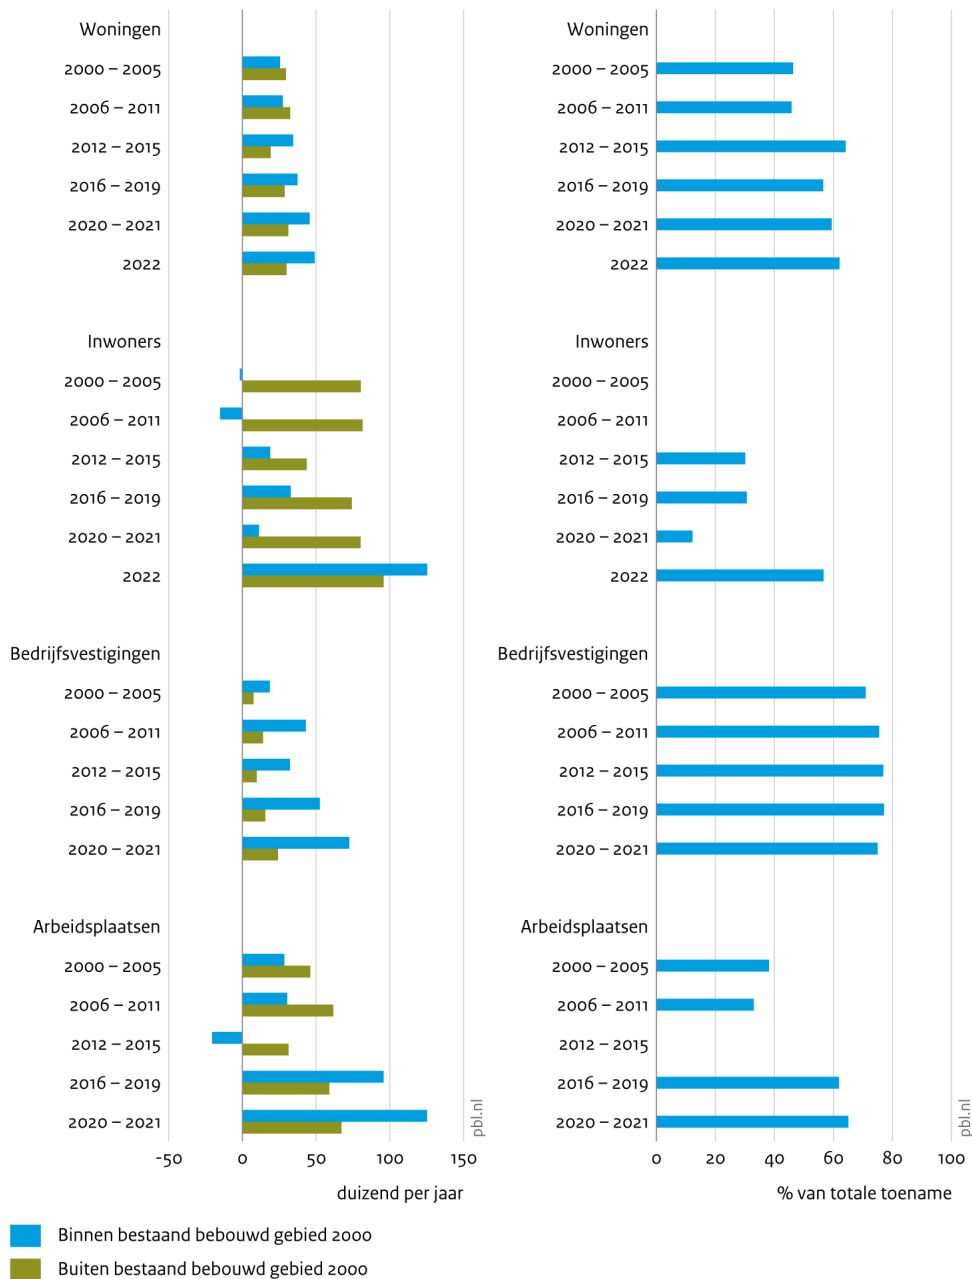 Woningen
2000 – 2005
2006 – 2011
2012 – 2015
2016 – 2019
2020 – 2021
2022
Inwoners
2000 – 2005
2006 – 2011
2012 – 2015
2016 – 2019
2020 – 2021
2022
Bedrijfsvestigingen
2000 – 2005
2006 – 2011
2012 – 2015
2016 – 2019
2020 – 2021
Arbeidsplaatsen
2000 – 2005
2006 – 2011
2012 – 2015
2016 – 2019
2020 – 2021
-50 0 50 100 150
duizend per jaar
pbl.nl
Woningen
2000 – 2005
2006 – 2011
2012 – 2015
2016 – 2019
2020 – 2021
2022
Inwoners
2000 – 2005
2006 – 2011
2012 – 2015
2016 – 2019
2020 – 2021
2022
Bedrijfsvestigingen
2000 – 2005
2006 – 2011
2012 – 2015
2016 – 2019
2020 – 2021
Arbeidsplaatsen
2000 – 2005
2006 – 2011
2012 – 2015
2016 – 2019
2020 – 2021
0 20 40 60 80 100
% van totale toename
pbl.nl
Binnen bestaand bebouwd gebied 2000
Buiten bestaand bebouwd gebied 2000